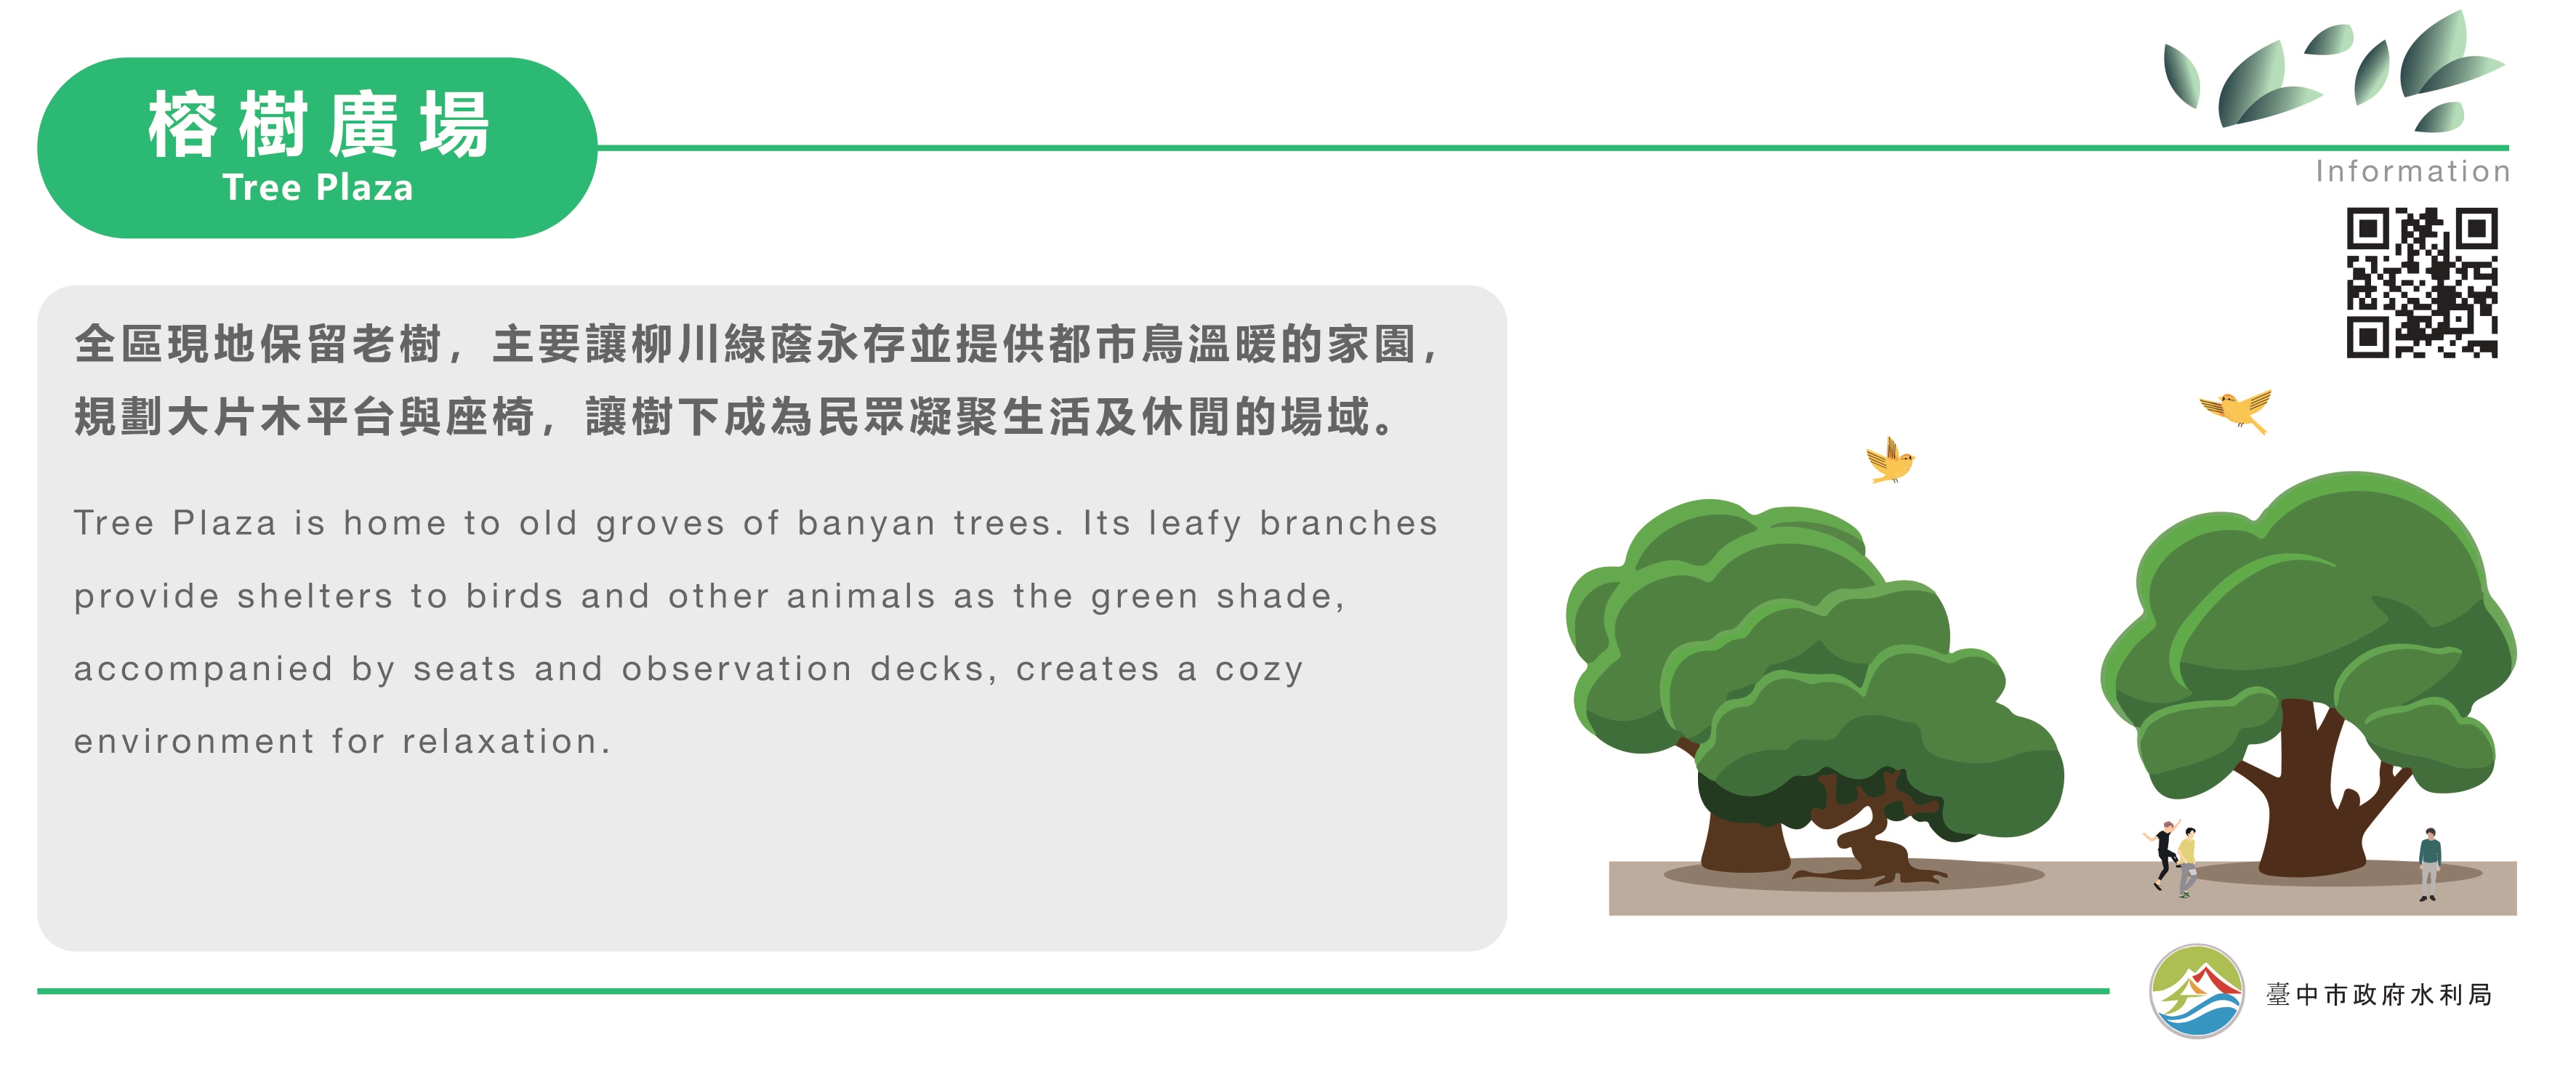 榕樹廣場
Tree Plaza
Information
全區現地保留老樹，主要讓柳川綠蔭永存並提供都市鳥溫暖的家園，
規劃大片木平台與座椅，讓樹下成為民眾凝聚生活及休閒的場域。
Tree Plaza is home to old groves of banyan trees. Its leafy branches
provide shelters to birds and other animals as the green shade,
accompanied by seats and observation decks, creates a cozy
environment for relaxation.
臺中市政府水利局